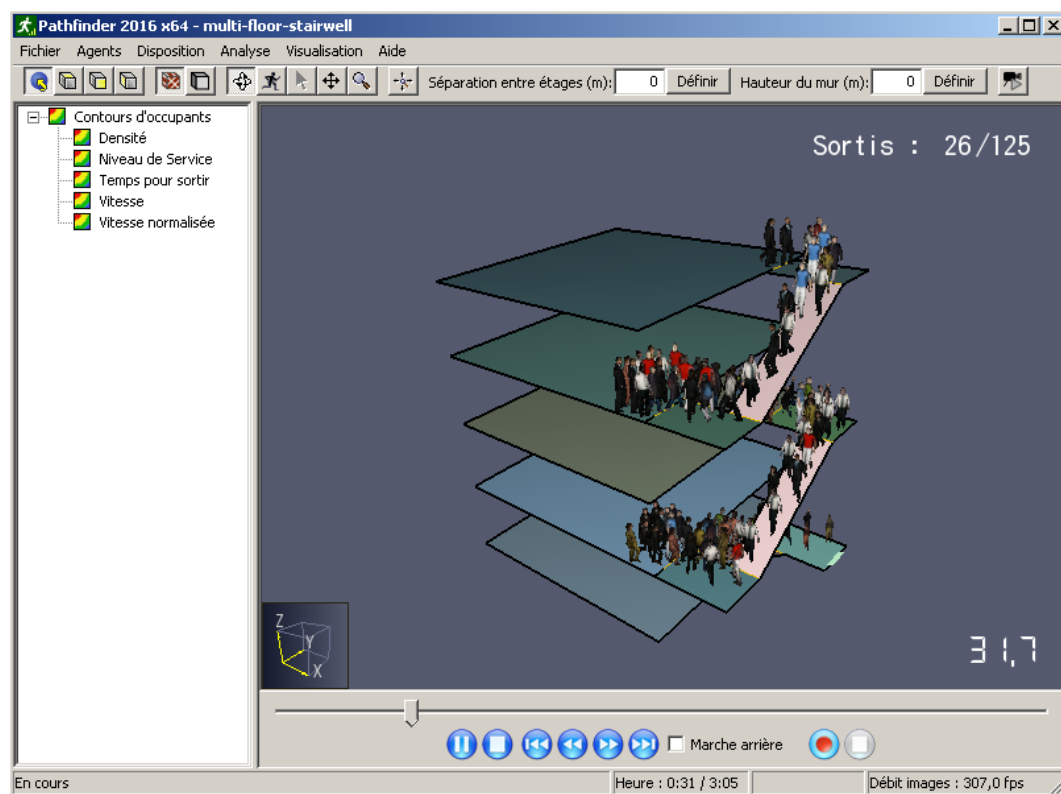 Pathfinder 2016 x64 - multi-floor-stairwell
Fichier Agents Disposition Analyse Visualisation Aide
Séparation entre étages (m): 0 Définir Hauteur du mur (m): 0 Définir
Contours d'occupants
Densité
Niveau de Service
Temps pour sortir
Vitesse
Vitesse normalisée
Sortis : 26/125
Z
Y
X
31,7
Marche arrière
En cours Heure : 0:31 / 3:05 Débit images : 307,0 fps